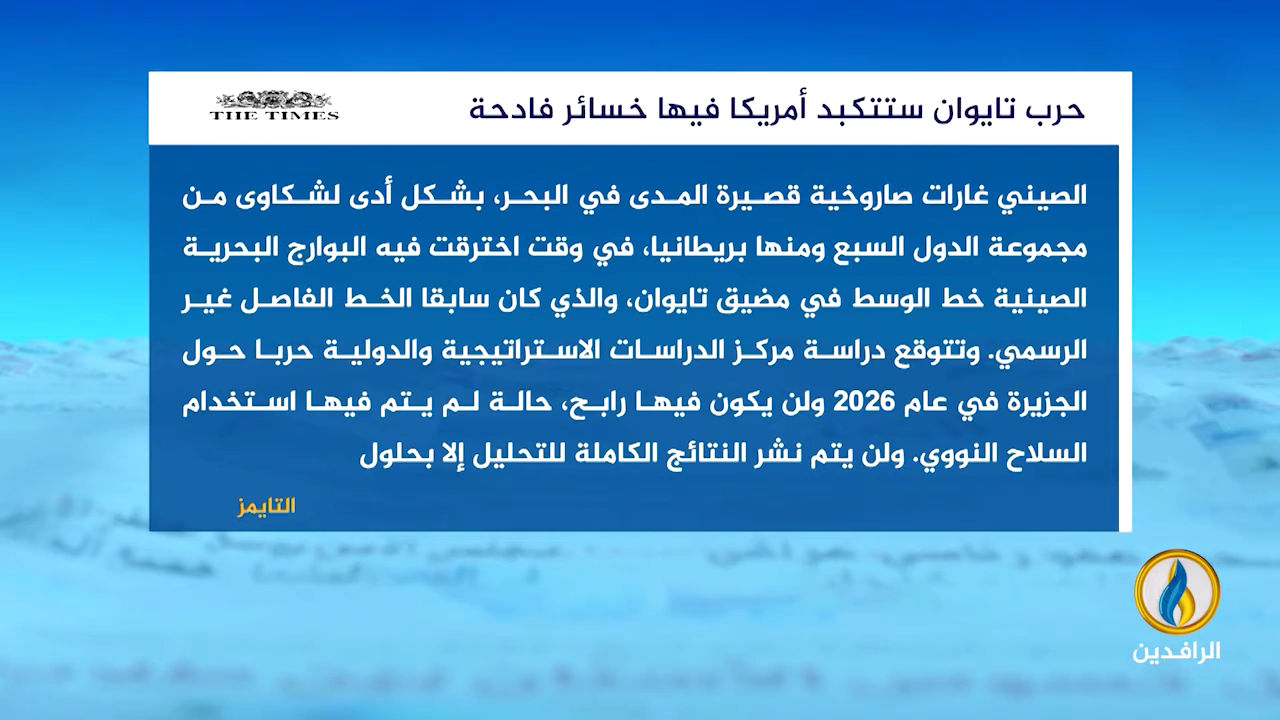 حرب تايوان ستتكبد أمريكا فيها خسائر فادحة
THE TIMES
الصيني غارات صاروخية قصيرة المدى في البحر، بشكل أدى لشكاوى من
مجموعة الدول السبع ومنها بريطانيا، في وقت اخترقت فيه البوارج البحرية
الصينية خط الوسط في مضيق تايوان، والذي كان سابقا الخط الفاصل غير
الرسمي. وتتوقع دراسة مركز الدراسات الاستراتيجية والدولية حربا حول
الجزيرة في عام 2026 ولن يكون فيها رابح، حالة لم يتم فيها استخدام
السلاح النووي. ولن يتم نشر النتائج الكاملة للتحليل إلا بحلول
التايمز
الرافدين